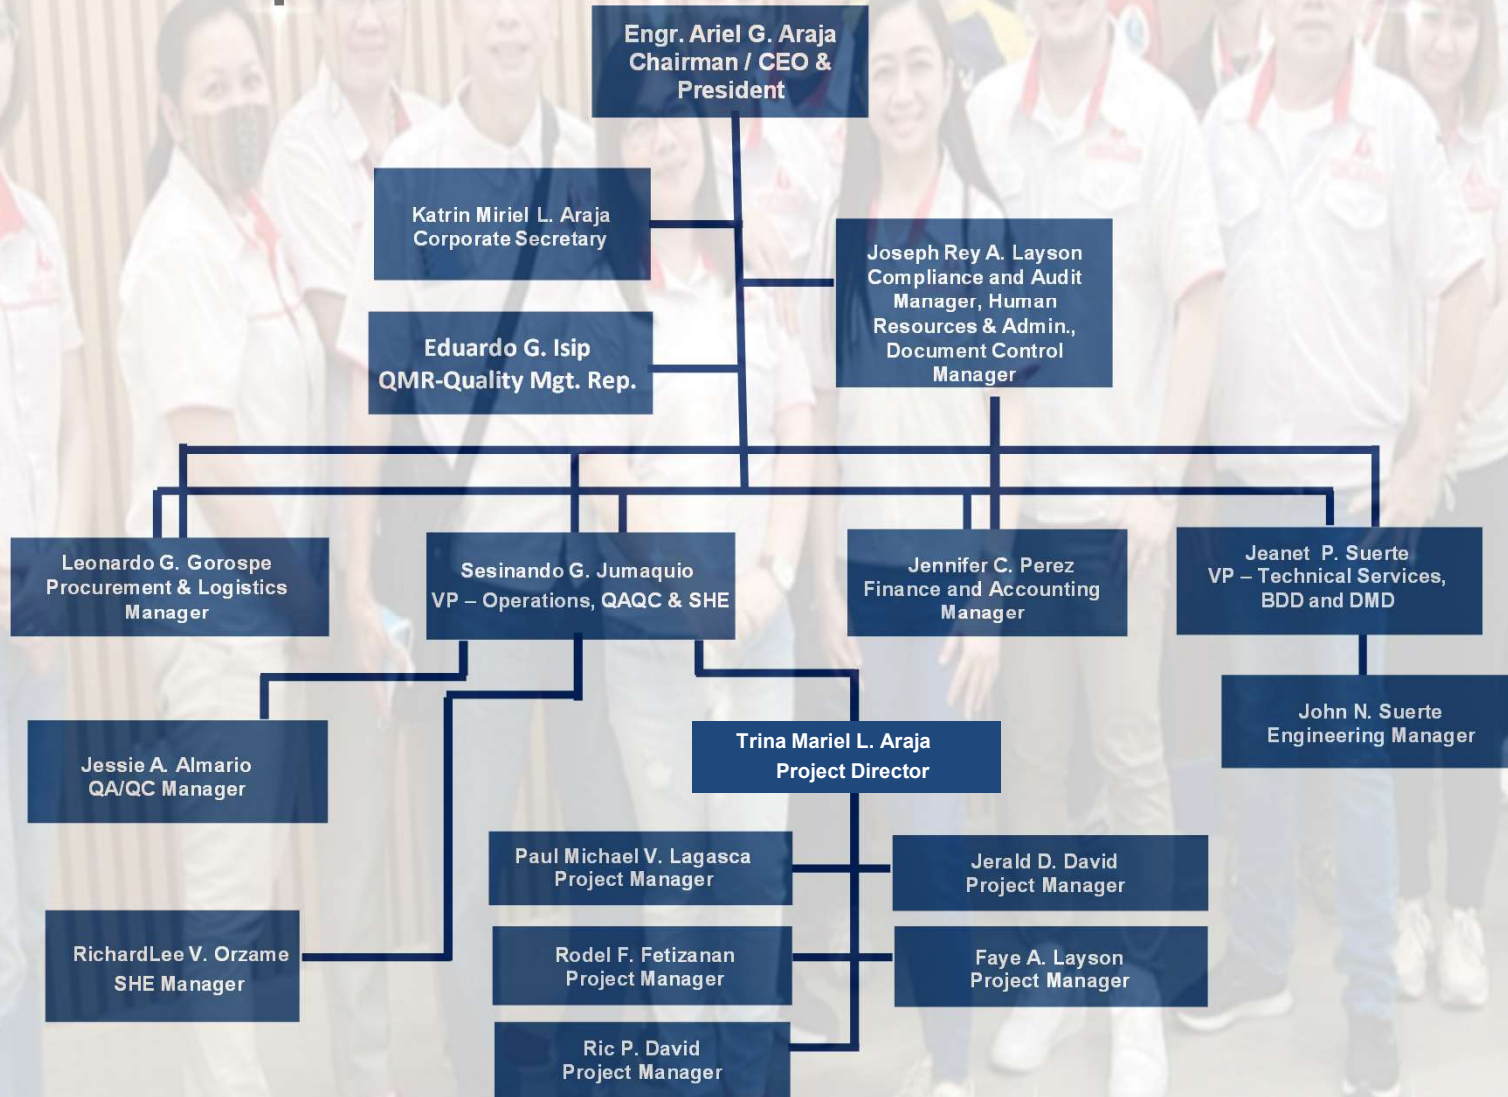 Engr. Ariel G. Araja
Chairman / CEO &
President
Katrin Miriel L. Araja
Corporate Secretary
Joseph Rey A. Layson
Compliance and Audit
Manager, Human
Resources & Admin.,
Document Control
Manager
Eduardo G. Isip
QMR-Quality Mgt. Rep.
Leonardo G. Gorospe
Procurement & Logistics
Manager
Sesinando G. Jumaquio
VP – Operations, QAQC & SHE
Jennifer C. Perez
Finance and Accounting
Manager
Jeanet P. Suerte
VP – Technical Services,
BDD and DMD
John N. Suerte
Engineering Manager
Jessie A. Almario
QA/QC Manager
Trina Mariel L. Araja
Project Director
Paul Michael V. Lagasca
Project Manager
Jerald D. David
Project Manager
RichardLee V. Orzame
SHE Manager
Rodel F. Fetizanan
Project Manager
Faye A. Layson
Project Manager
Ric P. David
Project Manager